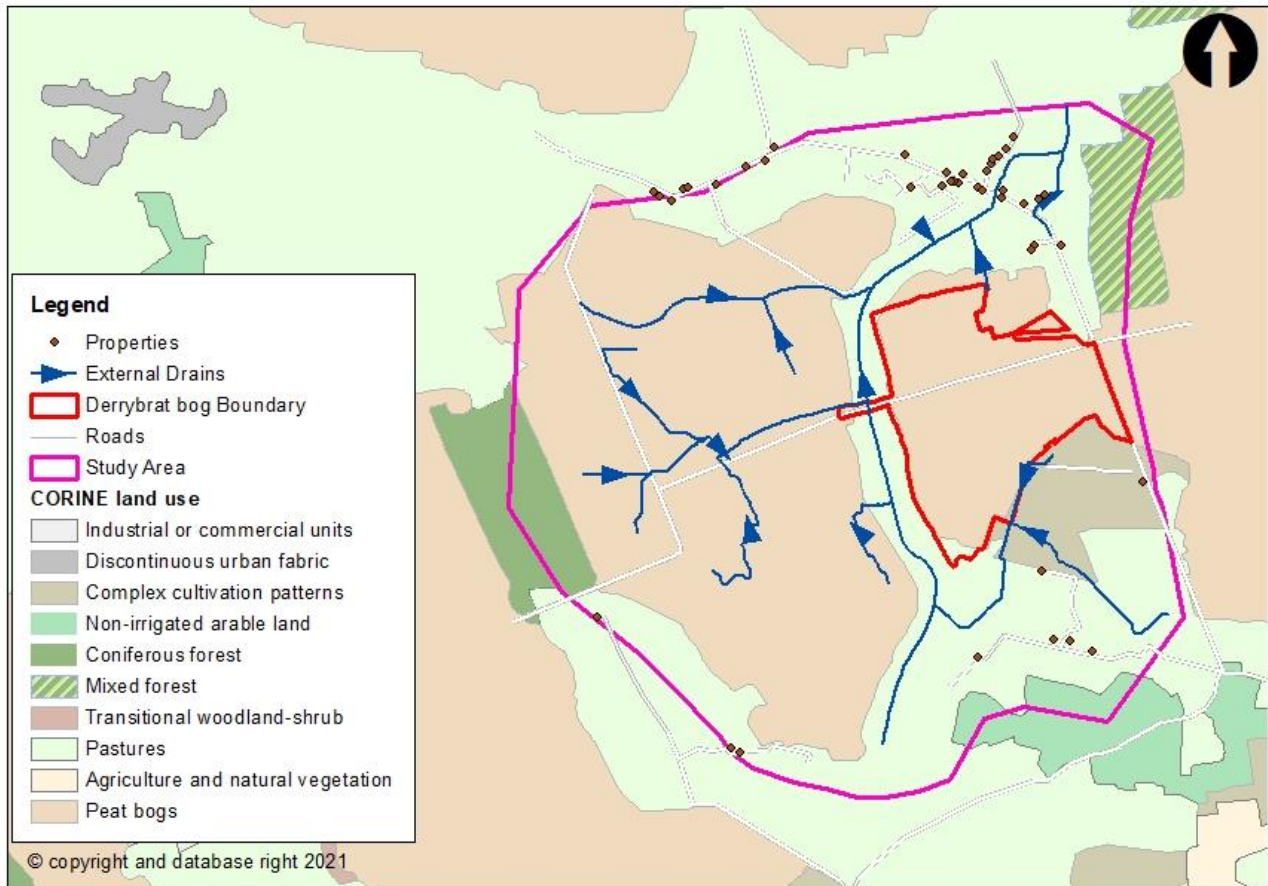 Legend
Properties
External Drains
Derrybrat bog Boundary
Roads
Study Area
CORINE land use
Industrial or commercial units
Discontinuous urban fabric
Complex cultivation patterns
Non-irrigated arable land
Coniferous forest
Mixed forest
Transitional woodland-shrub
Pastures
Agriculture and natural vegetation
Peat bogs
© copyright and database right 2021